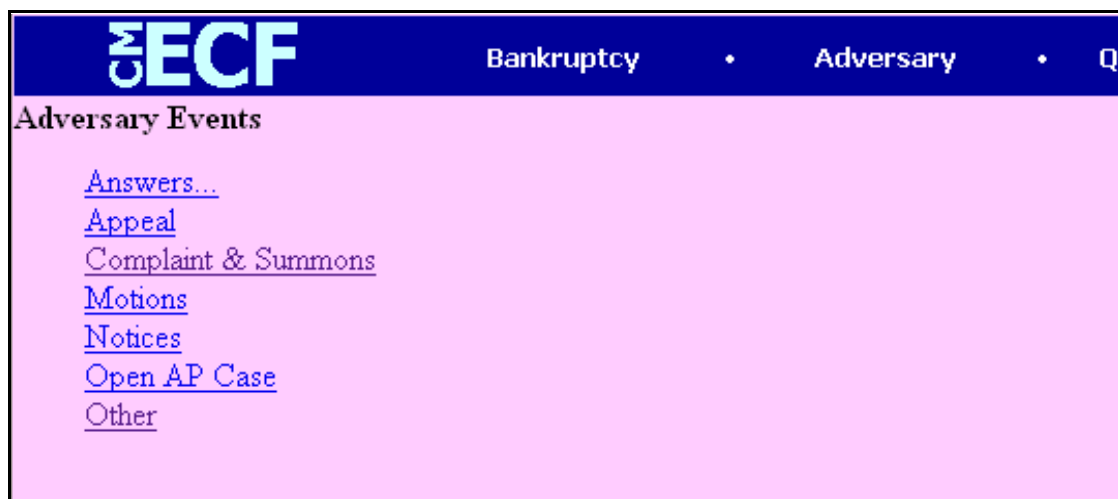 CM ECF Bankruptcy • Adversary • Q
Adversary Events
Answers...
Appeal
Complaint & Summons
Motions
Notices
Open AP Case
Other